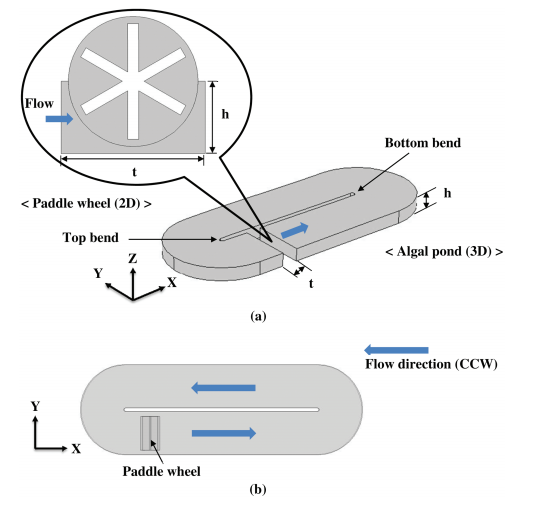 Flow
h
t
Bottom bend
< Paddle wheel (2D) >
h
Top bend
< Algal pond (3D) >
Z
Y
X
t
(a)
Flow direction (CCW)
Y
X
Paddle wheel
(b)